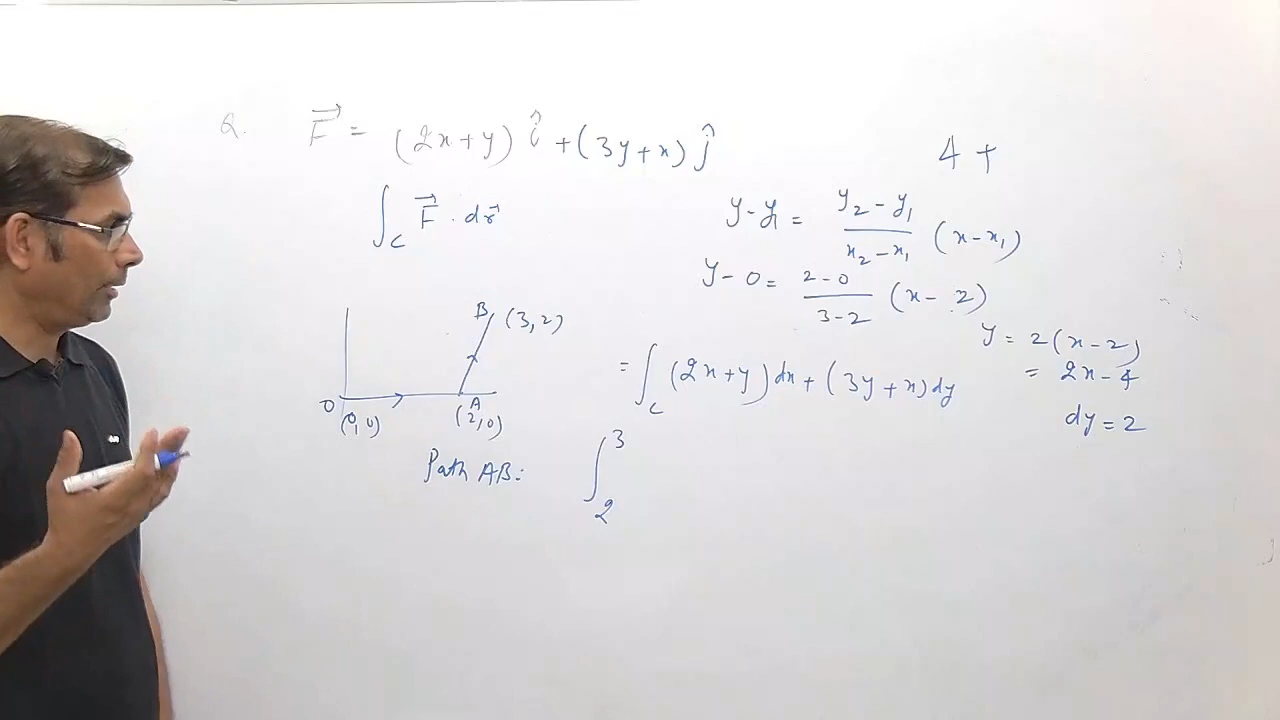 Q. F⃗ = (2x+y) î + (3y+x) ĵ
4 +
∫_C F⃗ . dr⃗
y-y₁ = (y₂-y₁)/(x₂-x₁) (x-x₁)
y-0 = (2-0)/(3-2) (x-2)
B (3,2)
y = 2(x-2)
= ∫_C (2x+y)dx + (3y+x)dy
= 2x-4
O (0,0)
A (2,0)
dy = 2
Path AB: ∫₂³